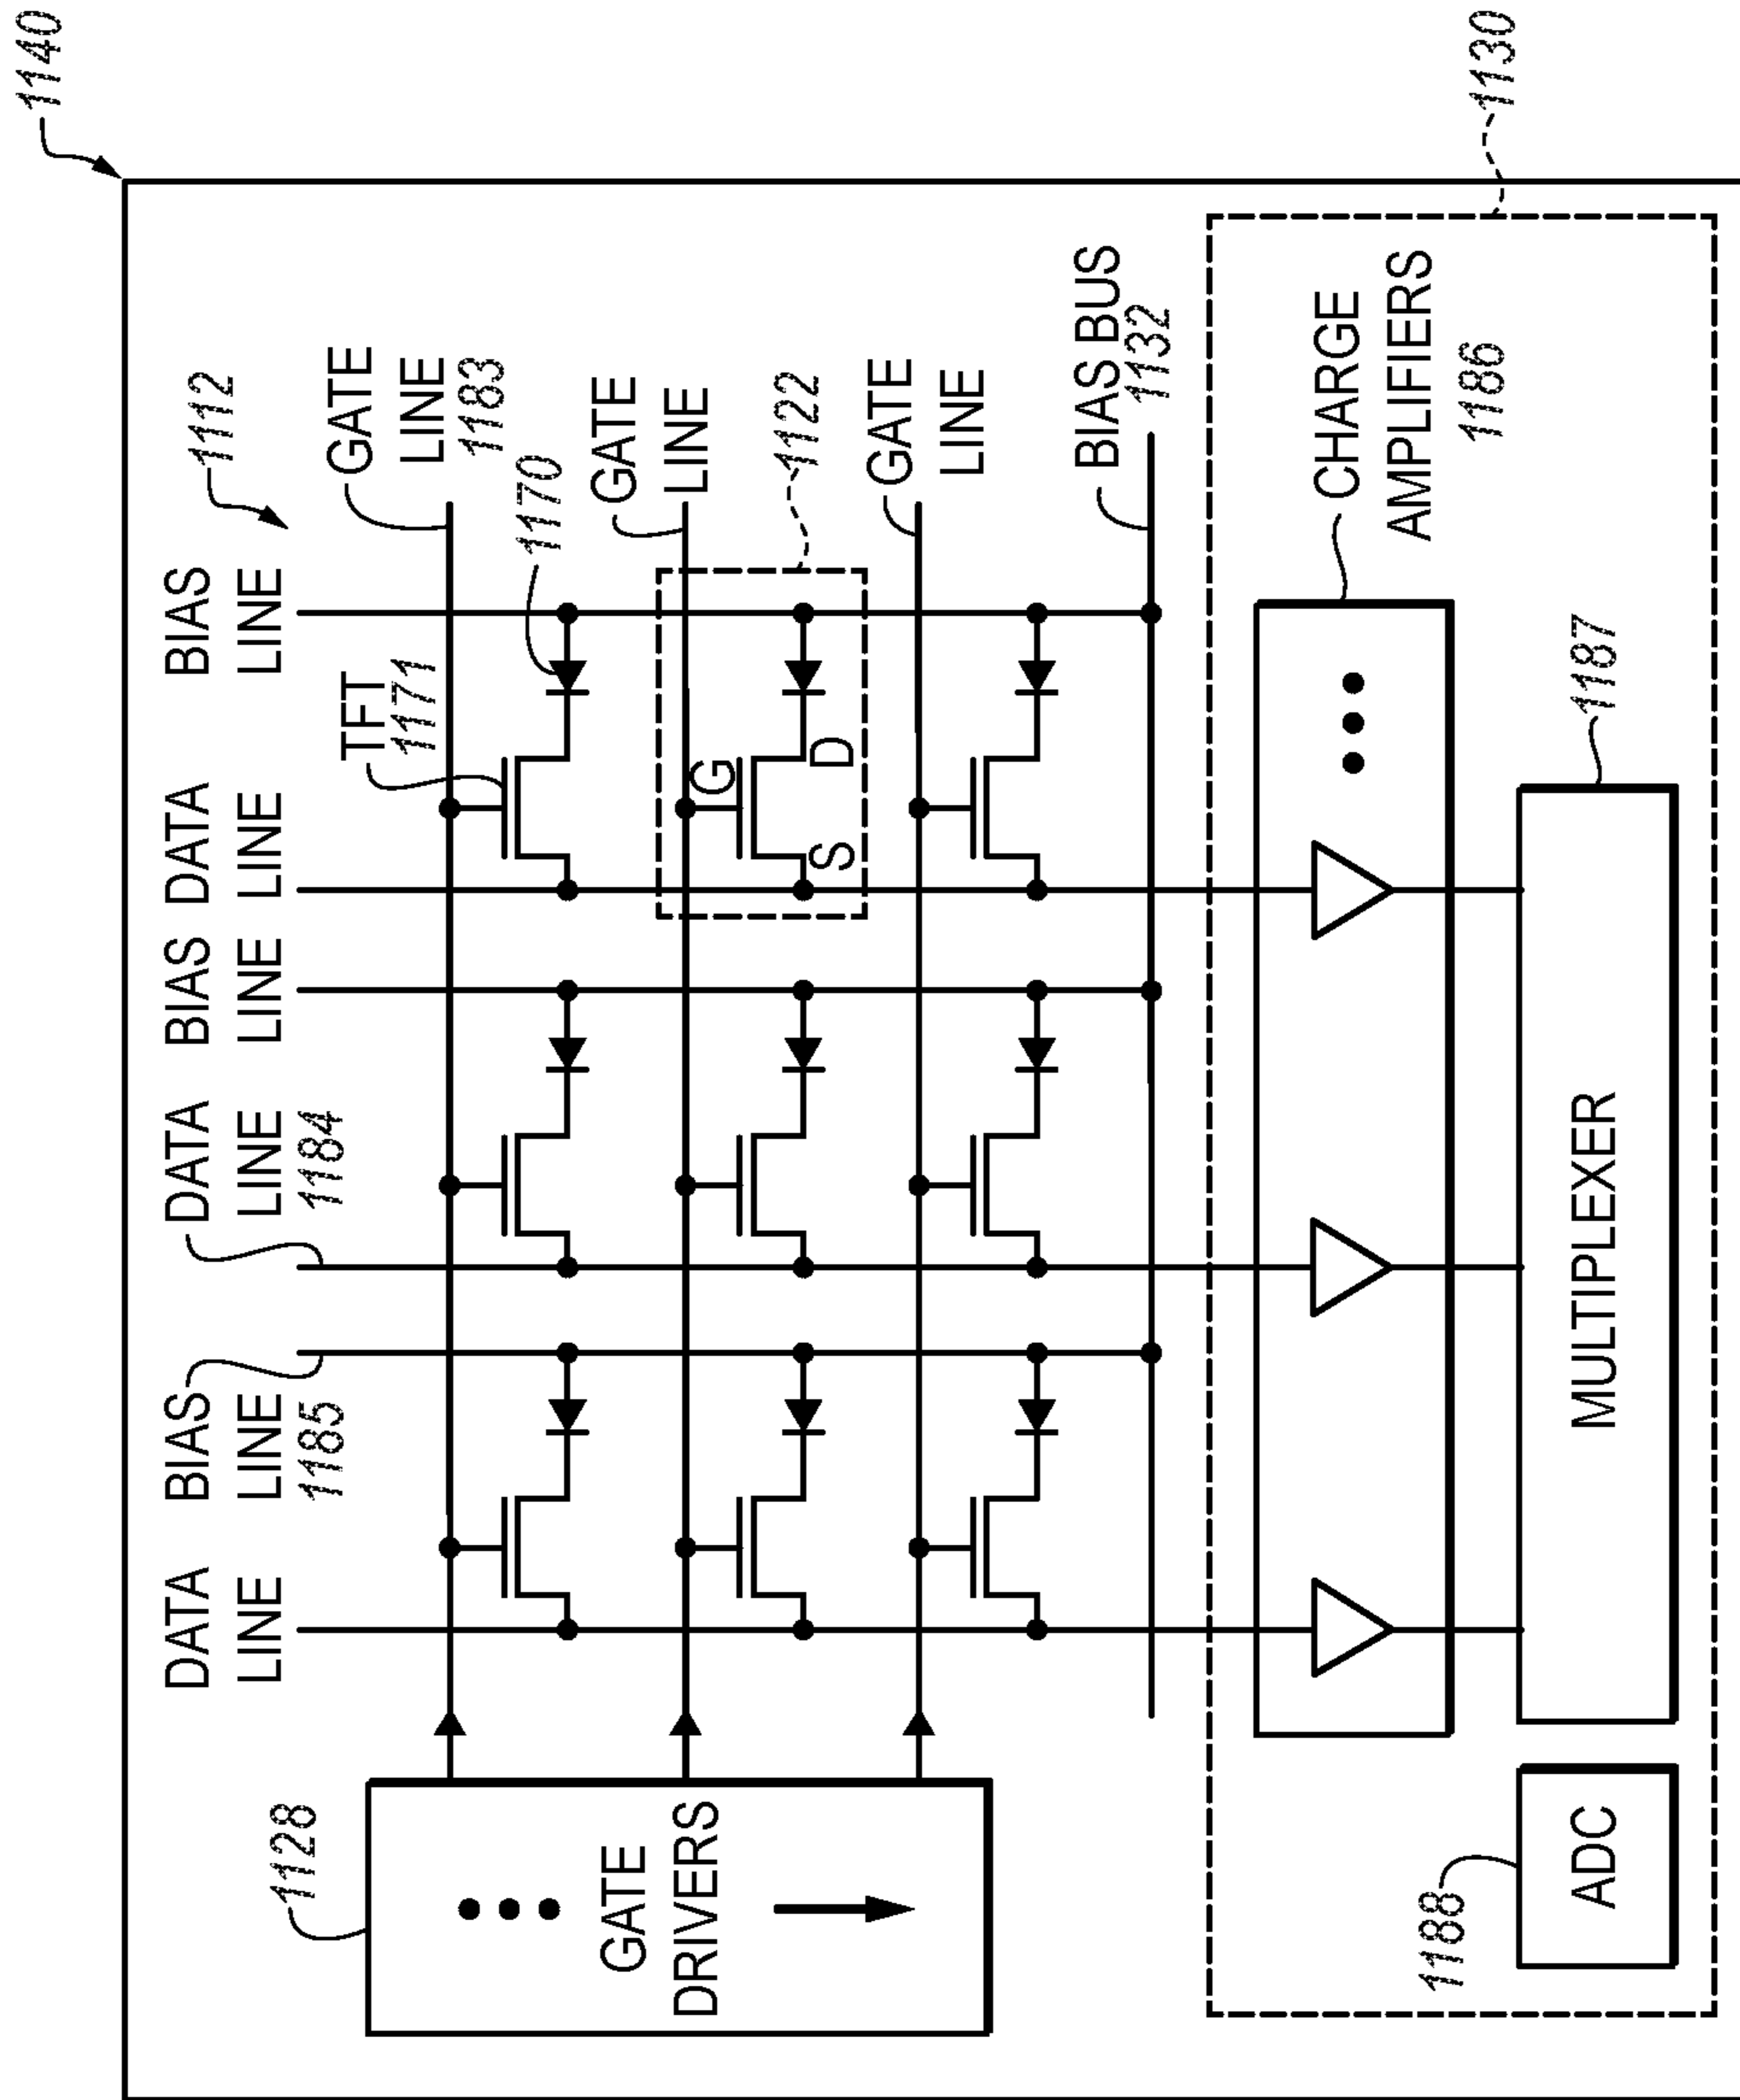 1140
1112
BIAS
LINE
DATA
LINE
BIAS
LINE
DATA
LINE
1184
BIAS
LINE
1185
DATA
LINE
GATE
LINE
1183
TFT
1171
1170
GATE
LINE
1122
G
S
D
GATE
LINE
BIAS BUS
1132
1128
GATE
DRIVERS
1130
CHARGE
AMPLIFIERS
1186
1187
MULTIPLEXER
1188
ADC